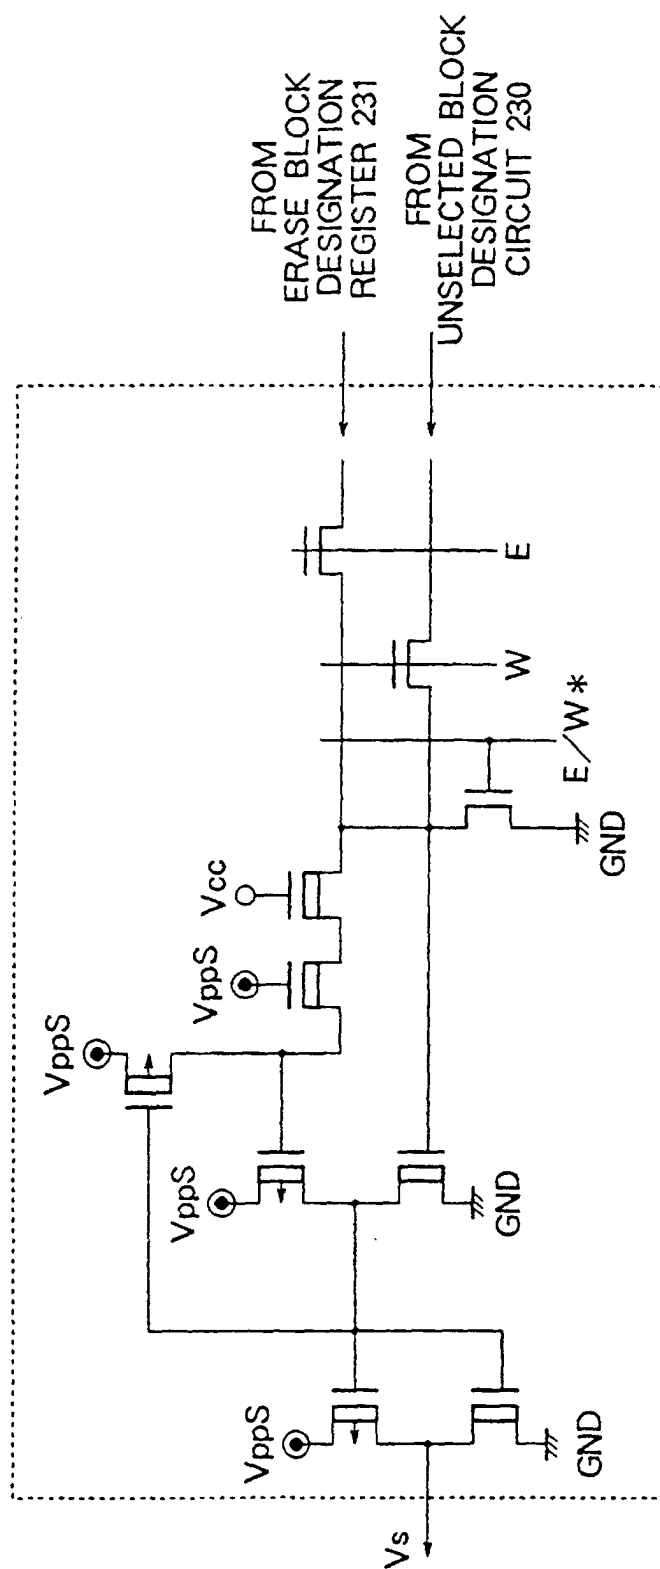 FROM
ERASE BLOCK
DESIGNATION
REGISTER 231
FROM
UNSELECTED BLOCK
DESIGNATION
CIRCUIT 230
VppS
VppS
Vcc
VppS
VppS
E
W
E/W*
GND
GND
GND
Vs